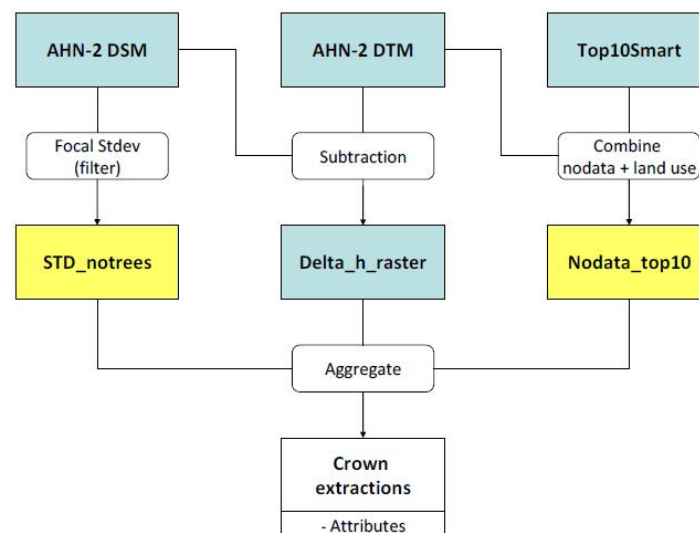 AHN-2 DSM
AHN-2 DTM
Top10Smart
Focal Stdev
(filter)
Subtraction
Combine
nodata + land use
STD_notrees
Delta_h_raster
Nodata_top10
Aggregate
Crown
extractions
- Attributes